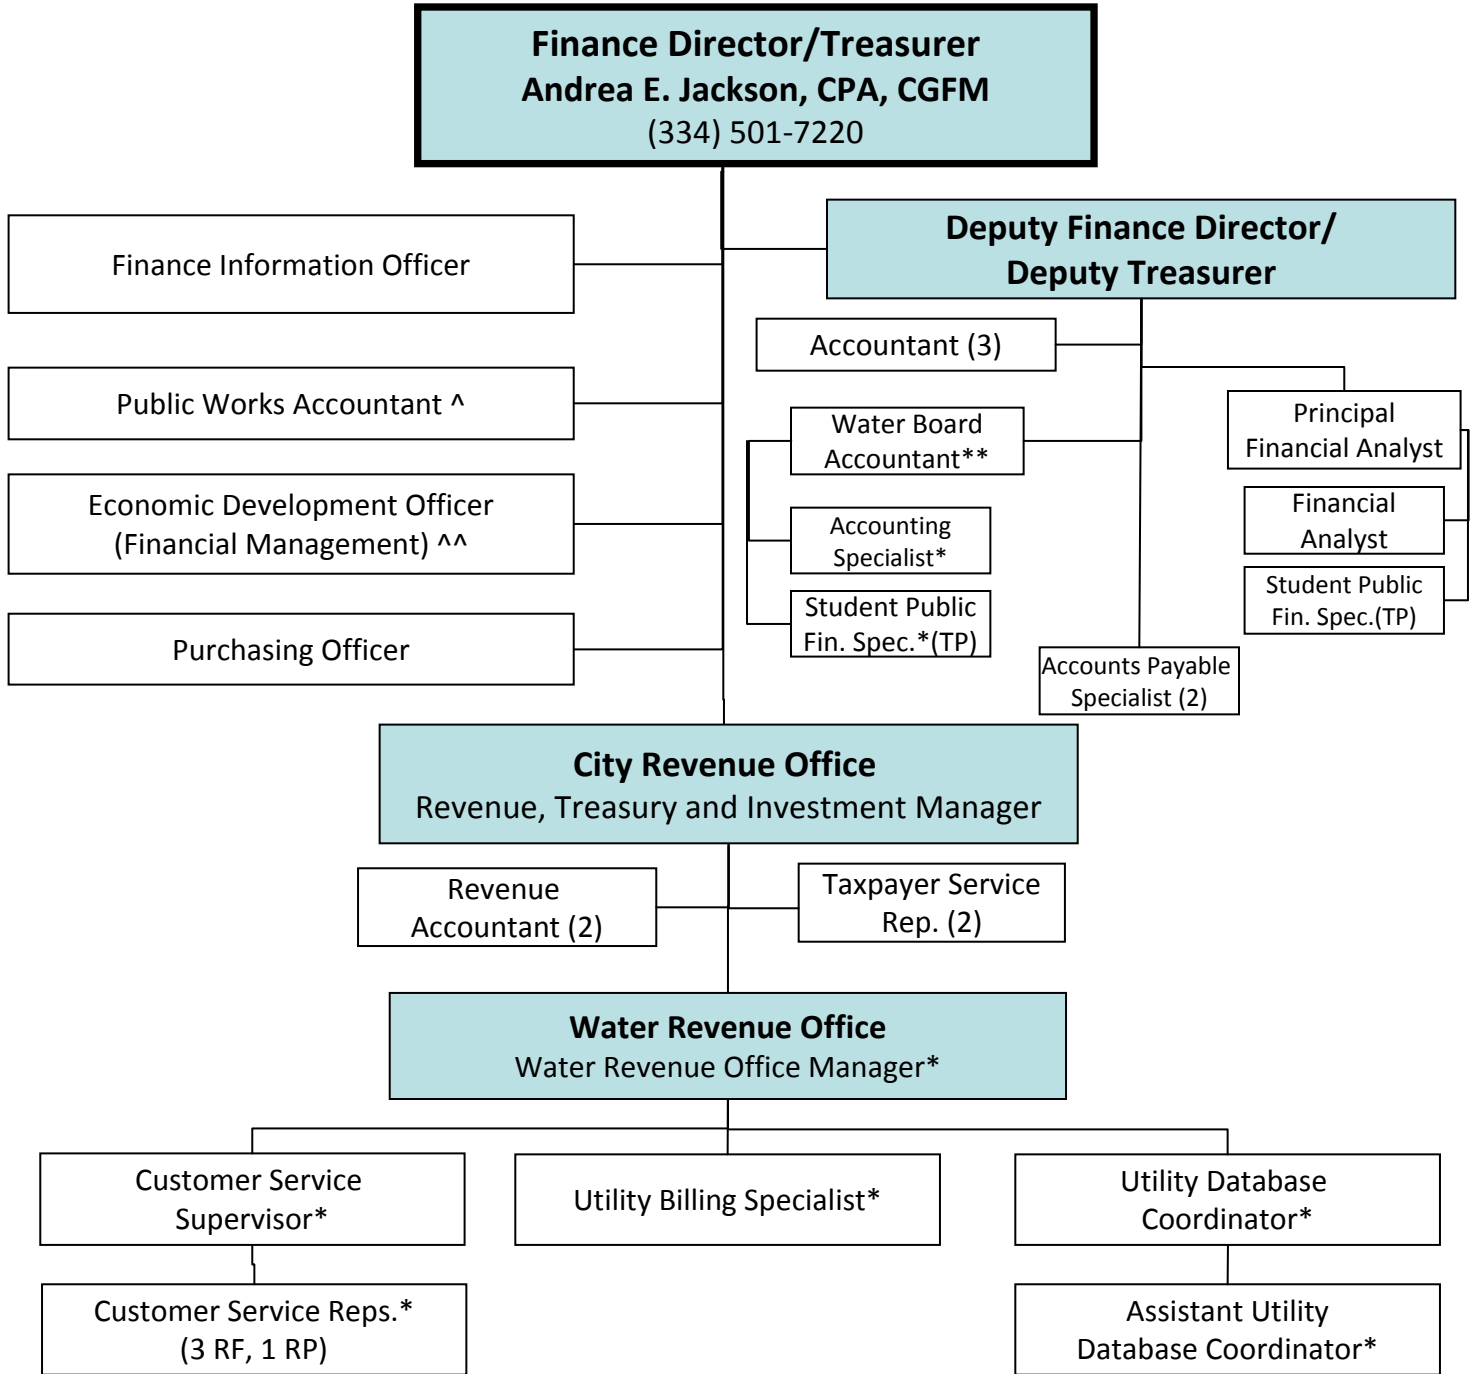 Finance Director/Treasurer
Andrea E. Jackson, CPA, CGFM
(334) 501-7220
Finance Information Officer
Deputy Finance Director/
Deputy Treasurer
Accountant (3)
Public Works Accountant ^
Water Board
Accountant**
Principal
Financial Analyst
Economic Development Officer
(Financial Management) ^^
Accounting
Specialist*
Financial
Analyst
Student Public
Fin. Spec.*(TP)
Student Public
Fin. Spec.(TP)
Purchasing Officer
Accounts Payable
Specialist (2)
City Revenue Office
Revenue, Treasury and Investment Manager
Revenue
Accountant (2)
Taxpayer Service
Rep. (2)
Water Revenue Office
Water Revenue Office Manager*
Customer Service
Supervisor*
Utility Billing Specialist*
Utility Database
Coordinator*
Customer Service Reps.*
(3 RF, 1 RP)
Assistant Utility
Database Coordinator*